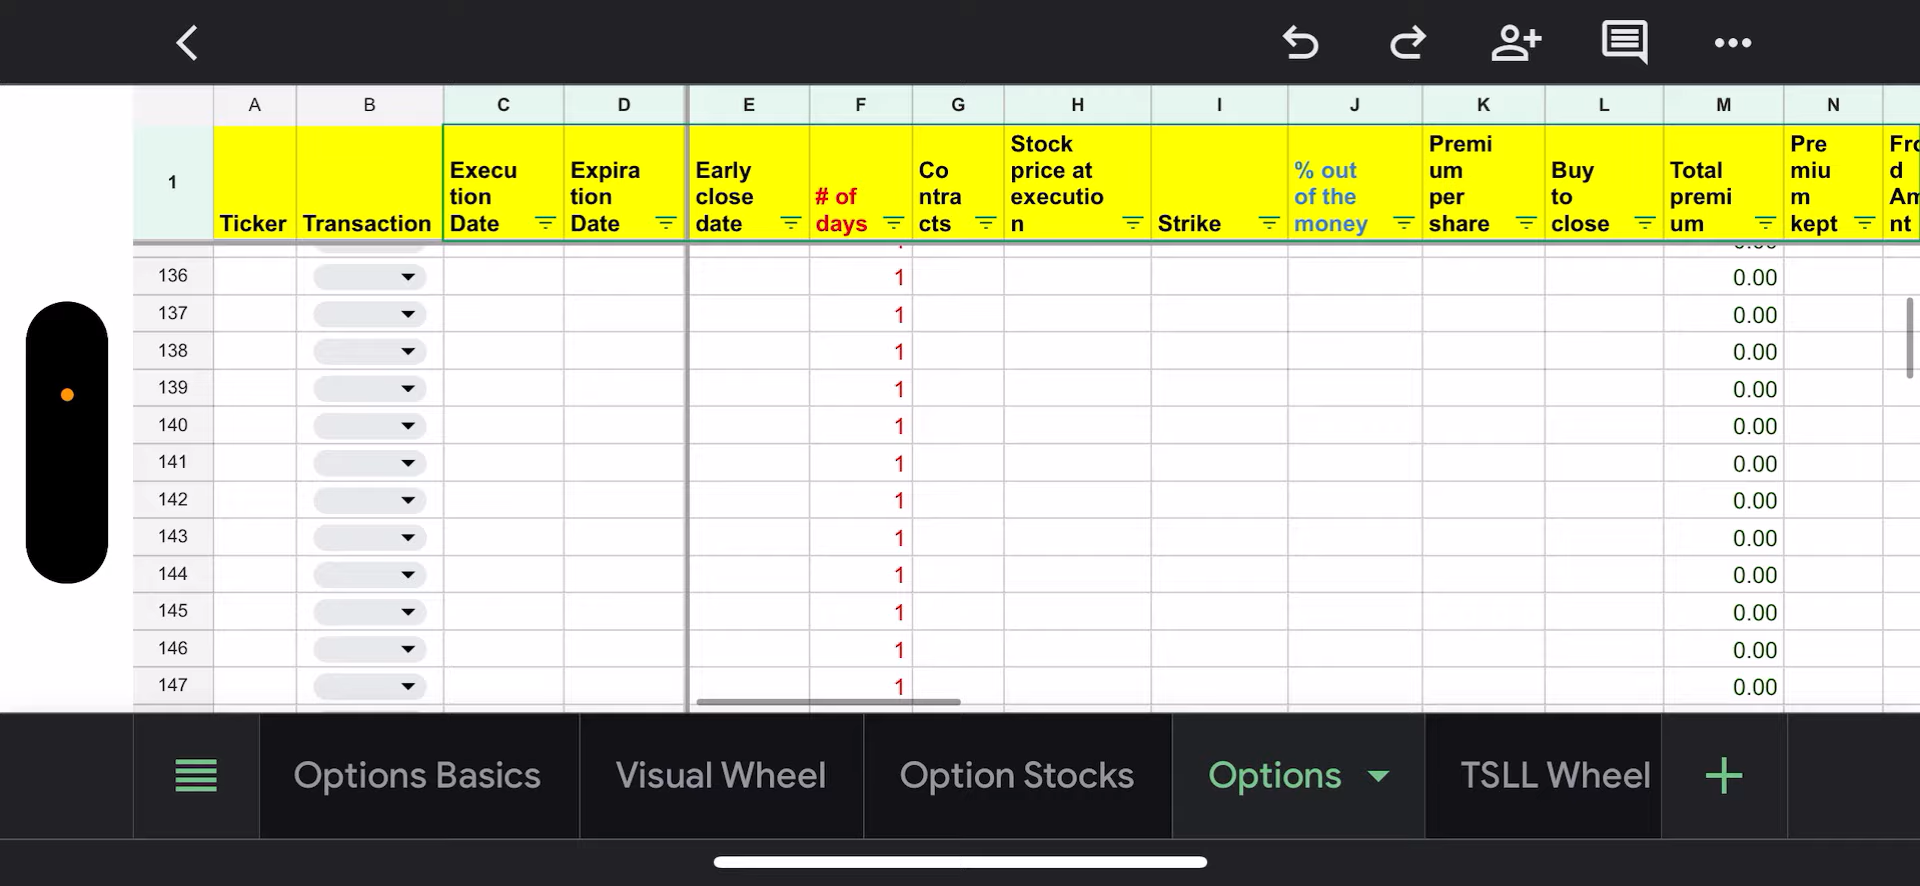 A B C D E F G H I J K L M N
1 Ticker Transaction Execu tion Date Expira tion Date Early close date # of days Co ntra cts Stock price at executio n Strike % out of the money Premi um per share Buy to close Total premi um Pre miu m kept Fro d Am nt
136 1 0.00
137 1 0.00
138 1 0.00
139 1 0.00
140 1 0.00
141 1 0.00
142 1 0.00
143 1 0.00
144 1 0.00
145 1 0.00
146 1 0.00
147 1 0.00
Options Basics Visual Wheel Option Stocks Options TSLL Wheel